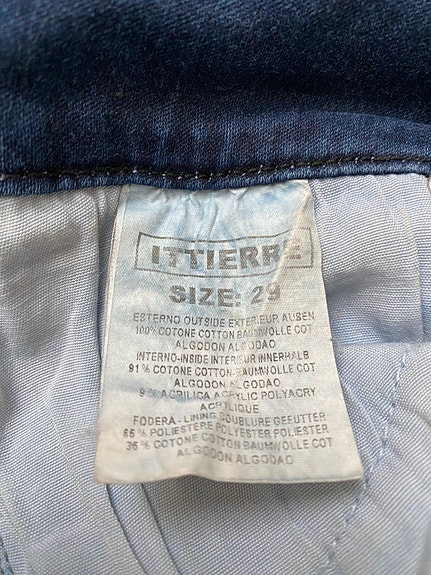 ITTIERRE
SIZE: 29
ESTERNO OUTSIDE EXTERIEUR AUSEN
100% COTONE COTTON BAUMWOLLE COT
ALGODON ALGODAO
INTERNO-INSIDE INTERIEUR INNERHALB
91% COTONE COTTON-BAUMWOLLE COT
ALGODON ALGODAO
9% ACRILICA ACRYLIC POLYACRY
ACRYLIQUE
FODERA - LINING DOUBLURE GEEUTTER
65% POLIESTERE POLYESTER POLIESTER
35% COTONE COTTON BAUMWOLLE COT
ALGODON ALGODAO